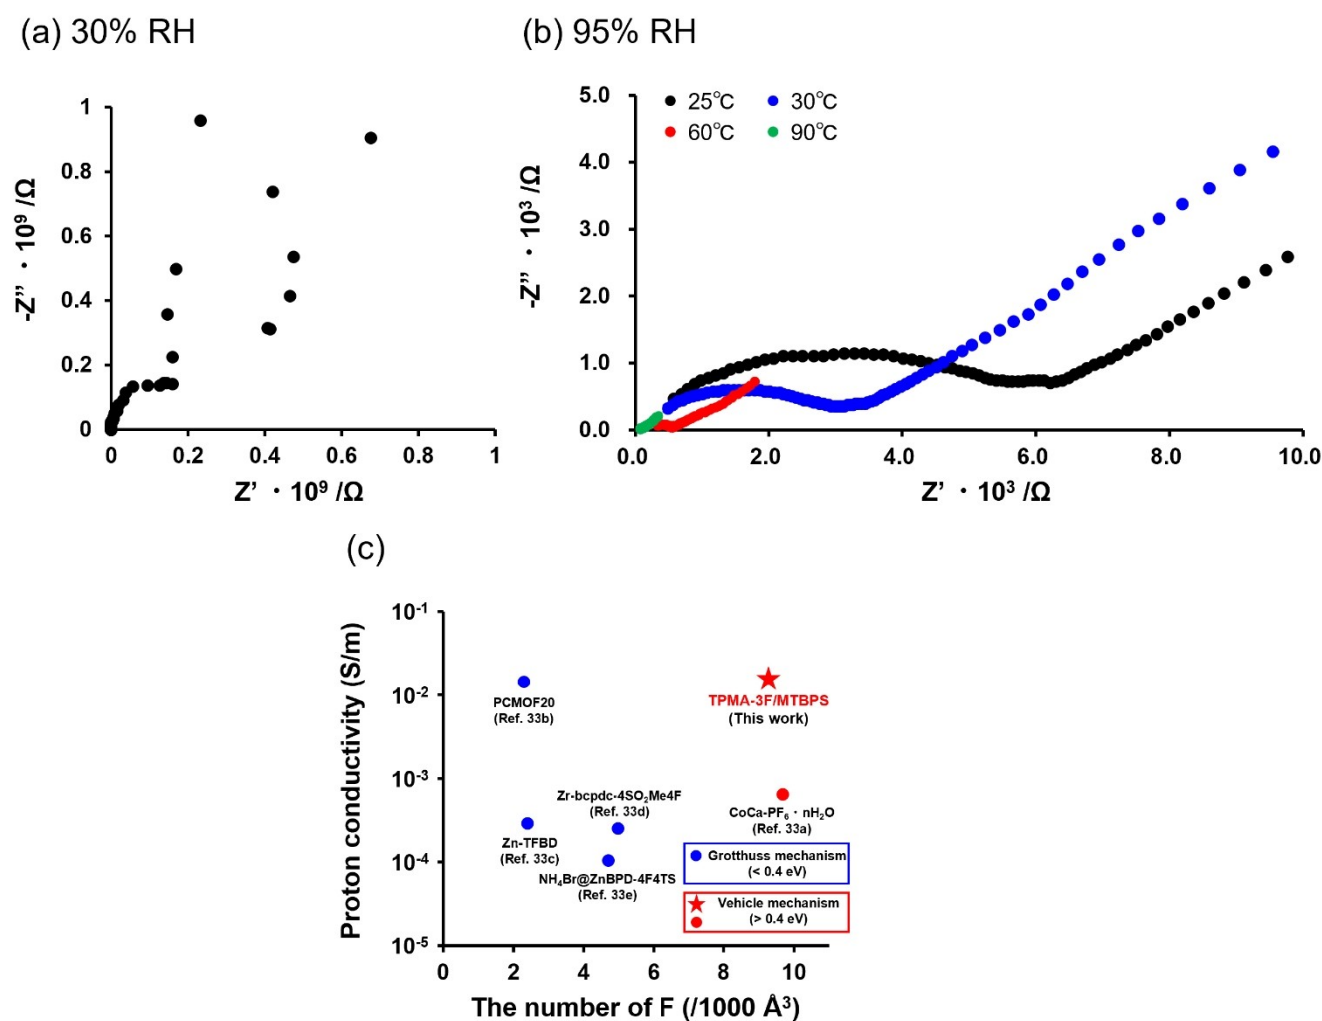 (a) 30% RH
1
0.8
0.6
0.4
0.2
0
-Z” · 10⁹ /Ω
0 0.2 0.4 0.6 0.8 1
Z’ · 10⁹ /Ω
(b) 95% RH
25℃ 30℃
60℃ 90℃
5.0
4.0
3.0
2.0
1.0
0.0
-Z” · 10³ /Ω
0.0 2.0 4.0 6.0 8.0 10.0
Z’ · 10³ /Ω
(c)
Proton conductivity (S/m)
10⁻¹
10⁻²
10⁻³
10⁻⁴
10⁻⁵
PCMOF20
(Ref. 33b)
TPMA-3F/MTBPS
(This work)
Zr-bcpdc-4SO₂Me4F
(Ref. 33d)
CoCa-PF₆ · nH₂O
(Ref. 33a)
Zn-TFBD
(Ref. 33c)
NH₄Br@ZnBPD-4F4TS
(Ref. 33e)
Grotthuss mechanism
(< 0.4 eV)
Vehicle mechanism
(> 0.4 eV)
0 2 4 6 8 10
The number of F (/1000 Å³)